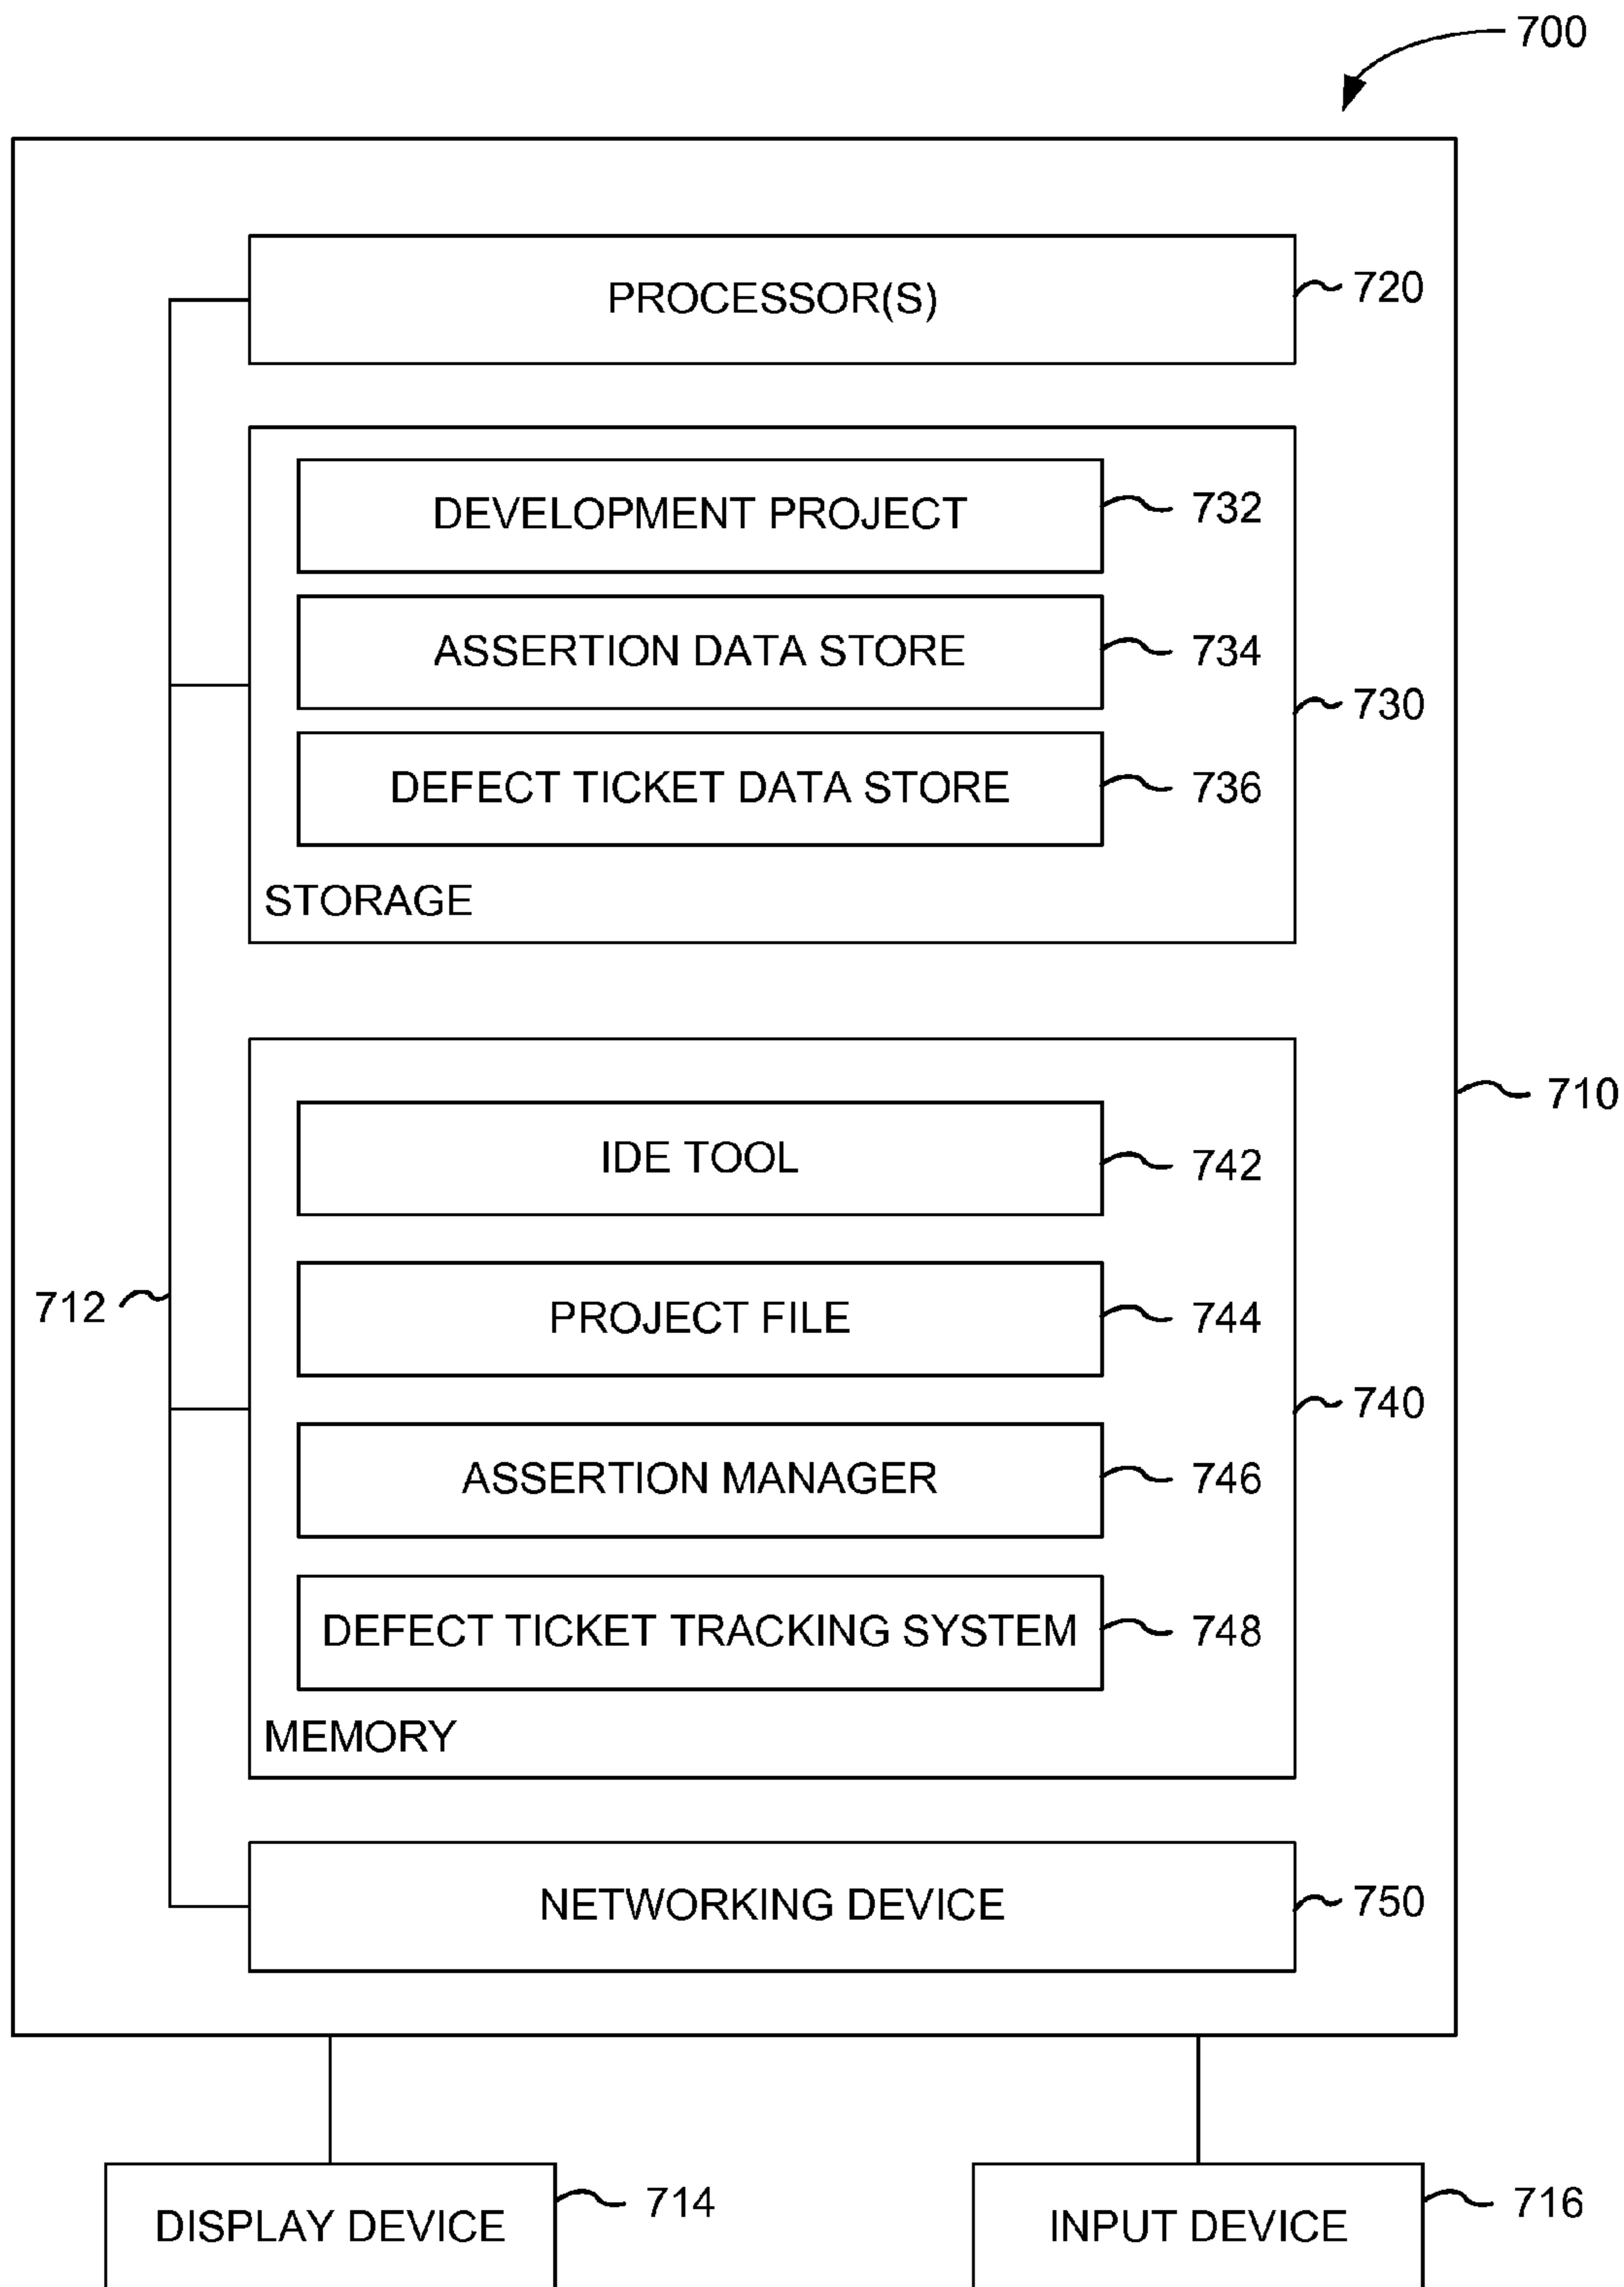 700
PROCESSOR(S)
720
DEVELOPMENT PROJECT
732
ASSERTION DATA STORE
734
730
DEFECT TICKET DATA STORE
736
STORAGE
IDE TOOL
742
710
712
PROJECT FILE
744
740
ASSERTION MANAGER
746
DEFECT TICKET TRACKING SYSTEM
748
MEMORY
NETWORKING DEVICE
750
DISPLAY DEVICE
714
INPUT DEVICE
716